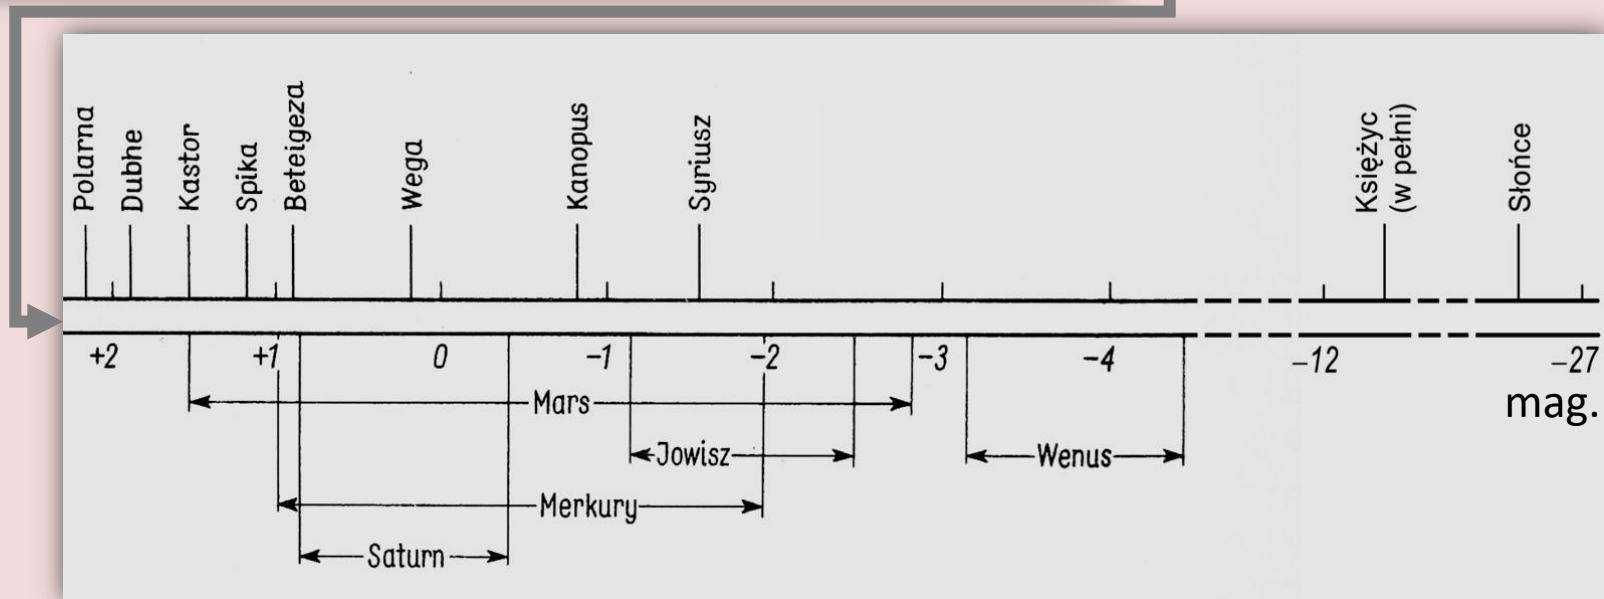 Polarna
Dubhe
Kastor
Spika
Beteigeza
Wega
Kanopus
Syriusz
Księżyc
(w pełni)
Słońce
+2 +1 0 −1 −2 −3 −4 −12 −27
mag.
Mars
Jowisz
Wenus
Merkury
Saturn